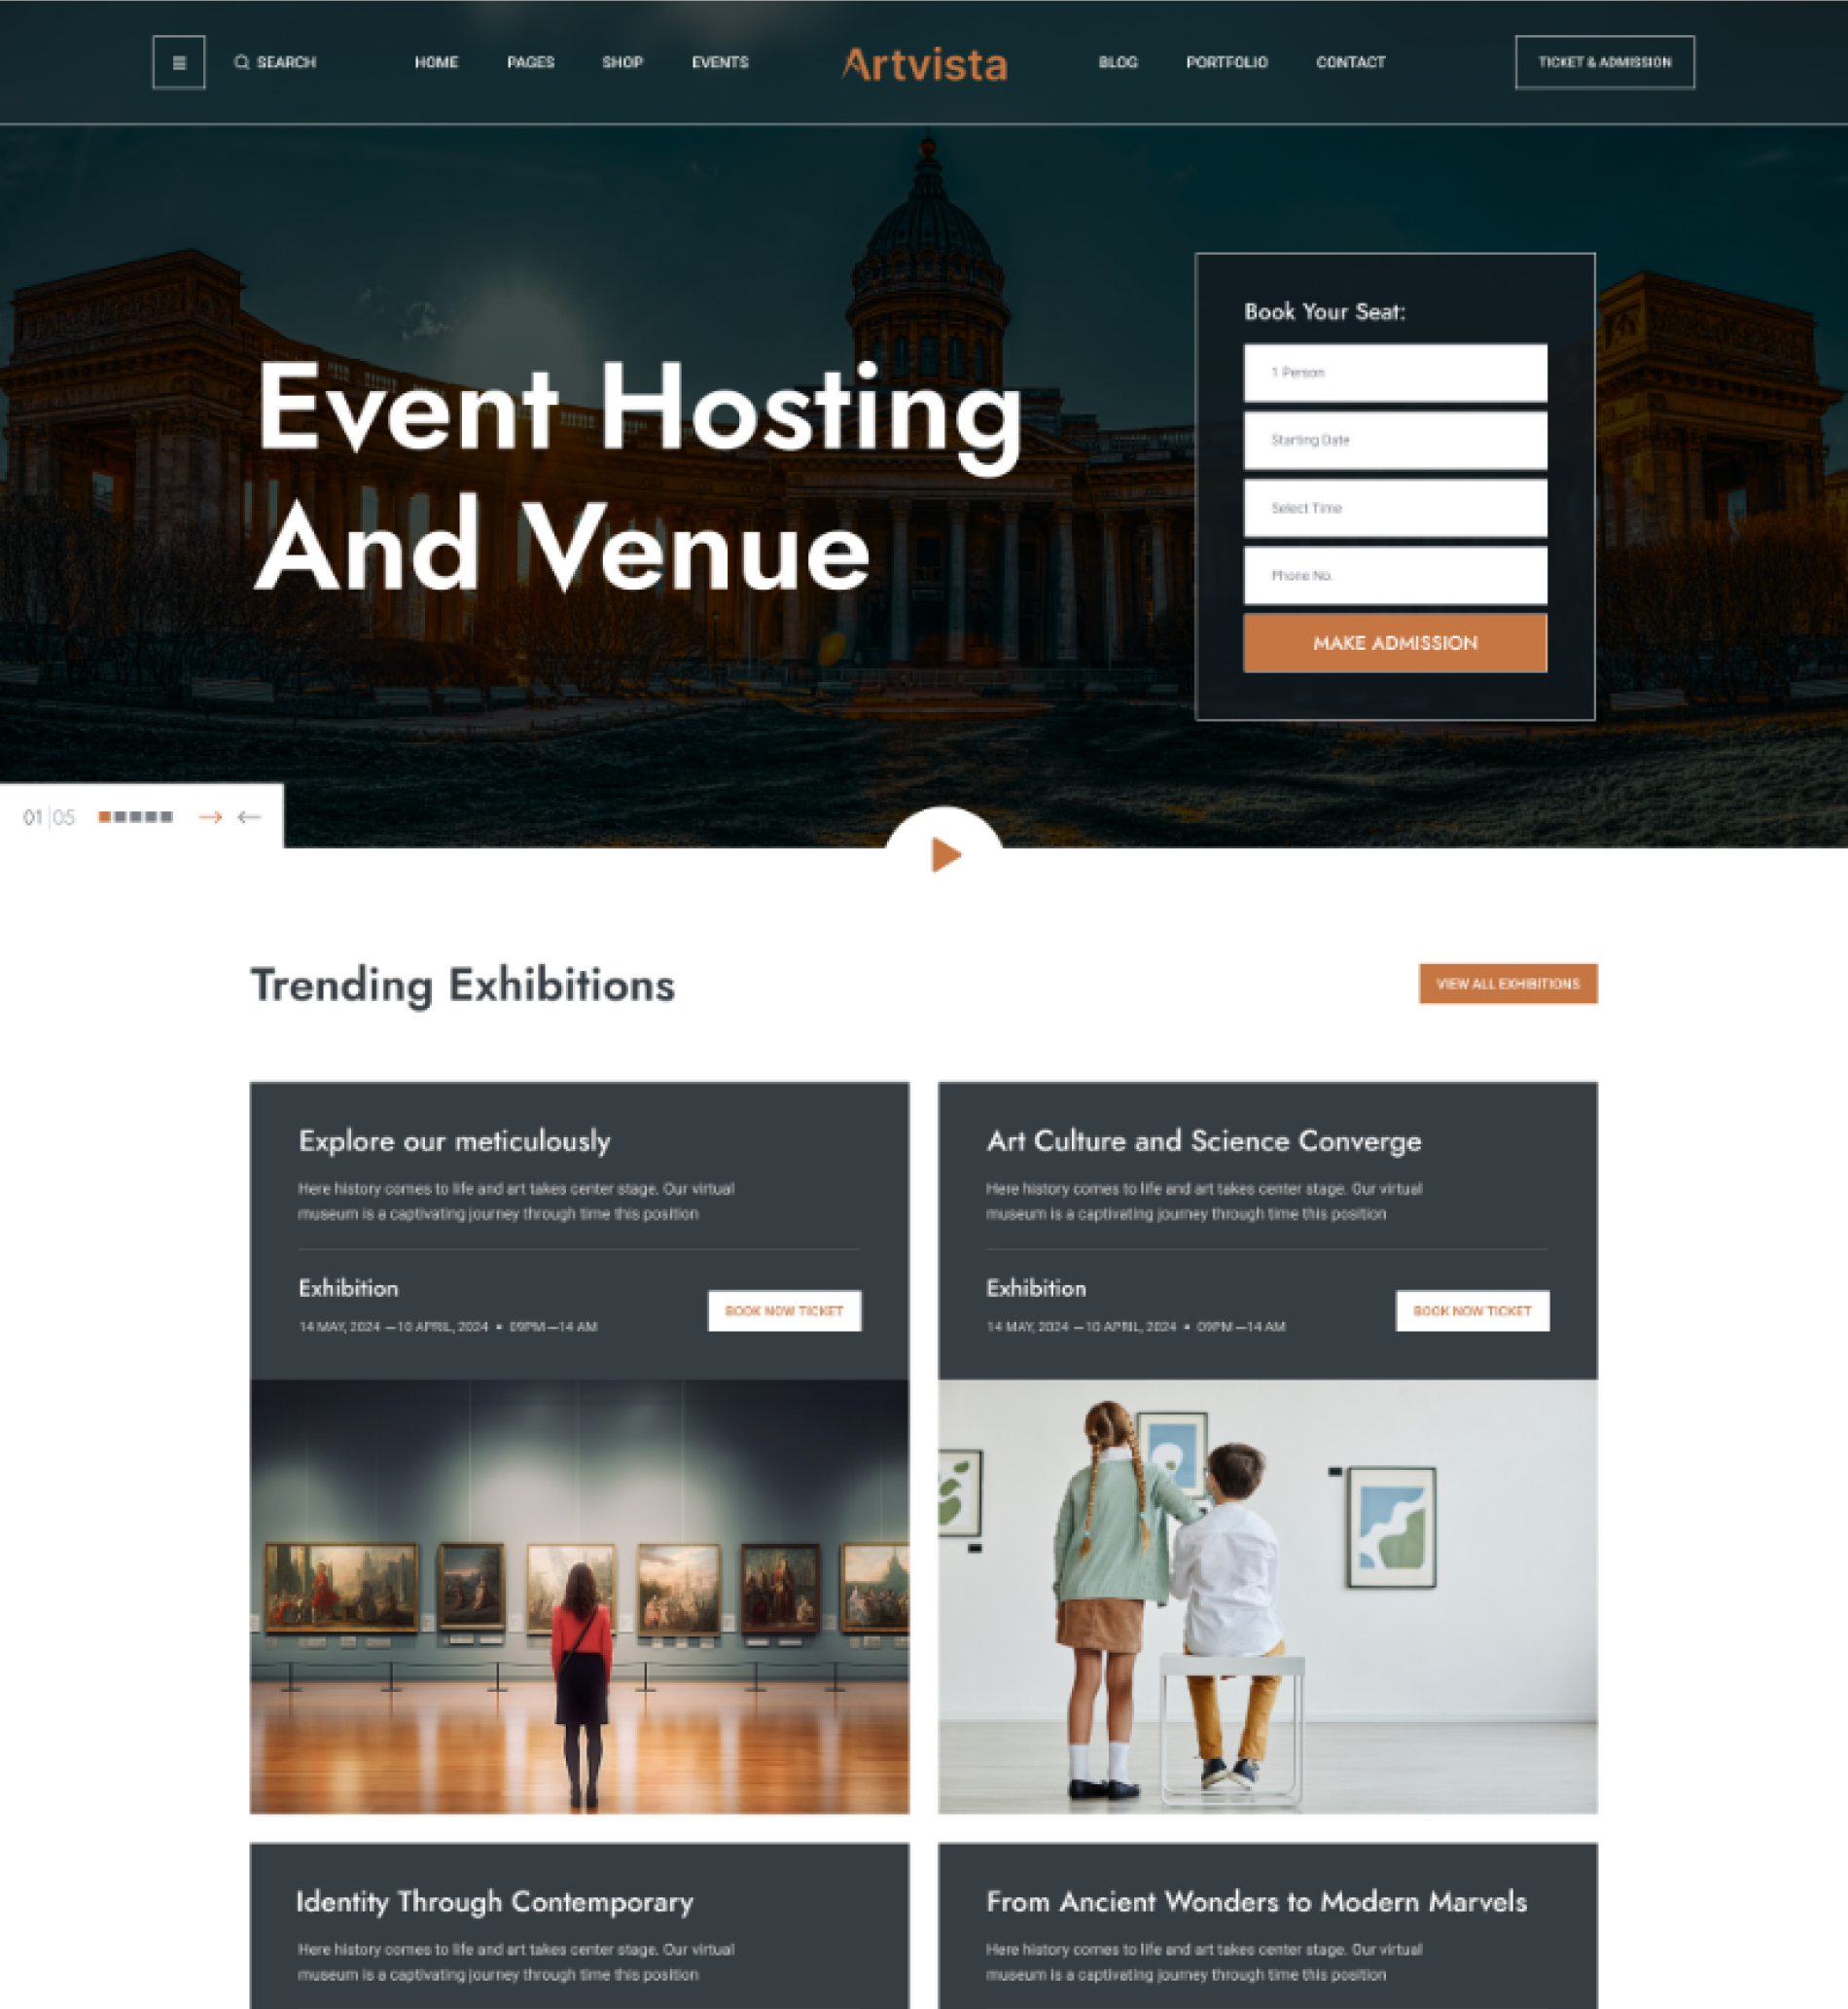 SEARCH HOME PAGES SHOP EVENTS Artvista BLOG PORTFOLIO CONTACT TICKET & ADMISSION
Event Hosting
And Venue
Book Your Seat:
1 Person
Starting Date
Select Time
Phone No.
MAKE ADMISSION
01 05
Trending Exhibitions
VIEW ALL EXHIBITIONS
Explore our meticulously
Here history comes to life and art takes center stage. Our virtual
museum is a captivating journey through time this position
Exhibition
14 MAY, 2024 — 10 APRIL, 2024 • 09PM — 14 AM
BOOK NOW TICKET
Art Culture and Science Converge
Here history comes to life and art takes center stage. Our virtual
museum is a captivating journey through time this position
Exhibition
14 MAY, 2024 — 10 APRIL, 2024 • 09PM — 14 AM
BOOK NOW TICKET
Identity Through Contemporary
Here history comes to life and art takes center stage. Our virtual
museum is a captivating journey through time this position
From Ancient Wonders to Modern Marvels
Here history comes to life and art takes center stage. Our virtual
museum is a captivating journey through time this position